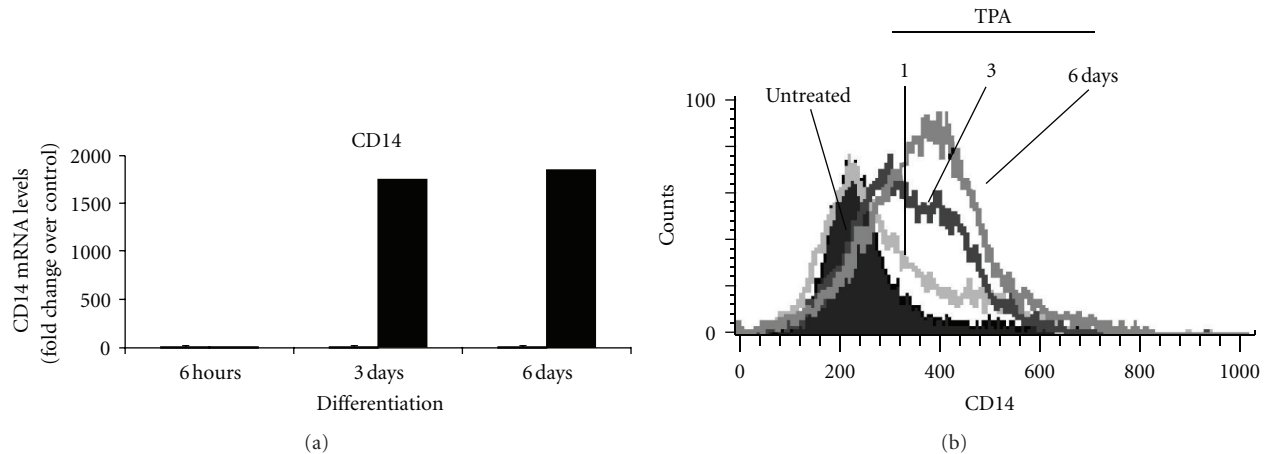 CD14
CD14 mRNA levels
(fold change over control)
2000
1500
1000
500
0
6 hours
3 days
6 days
Differentiation
(a)
TPA
1
3
6 days
Untreated
100
Counts
0
0
200
400
600
800
1000
CD14
(b)